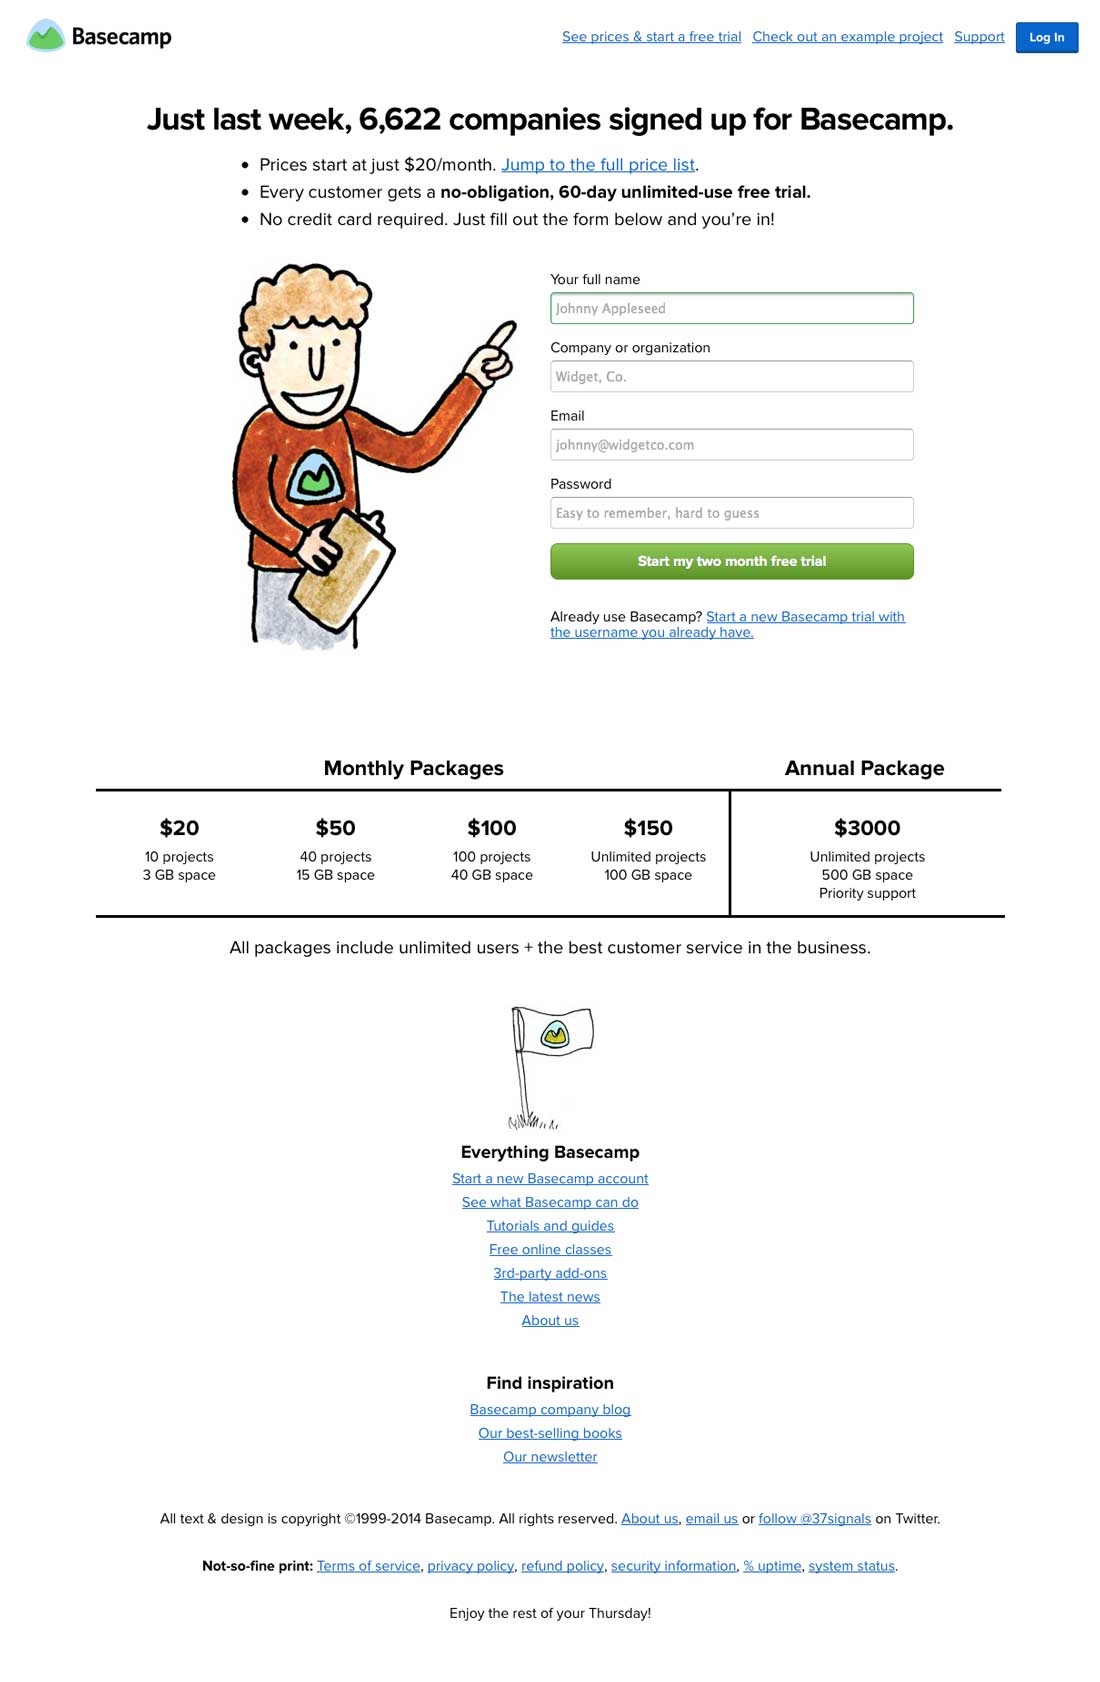 Basecamp
See prices & start a free trial Check out an example project Support Log In
Just last week, 6,622 companies signed up for Basecamp.
• Prices start at just $20/month. Jump to the full price list.
• Every customer gets a no-obligation, 60-day unlimited-use free trial.
• No credit card required. Just fill out the form below and you’re in!
Your full name
Johnny Appleseed
Company or organization
Widget, Co.
Email
johnny@widgetco.com
Password
Easy to remember, hard to guess
Start my two month free trial
Already use Basecamp? Start a new Basecamp trial with
the username you already have.
Monthly Packages Annual Package
$20 $50 $100 $150 $3000
10 projects 40 projects 100 projects Unlimited projects Unlimited projects
3 GB space 15 GB space 40 GB space 100 GB space 500 GB space
Priority support
All packages include unlimited users + the best customer service in the business.
Everything Basecamp
Start a new Basecamp account
See what Basecamp can do
Tutorials and guides
Free online classes
3rd-party add-ons
The latest news
About us
Find inspiration
Basecamp company blog
Our best-selling books
Our newsletter
All text & design is copyright ©1999-2014 Basecamp. All rights reserved. About us, email us or follow @37signals on Twitter.
Not-so-fine print: Terms of service, privacy policy, refund policy, security information, % uptime, system status.
Enjoy the rest of your Thursday!